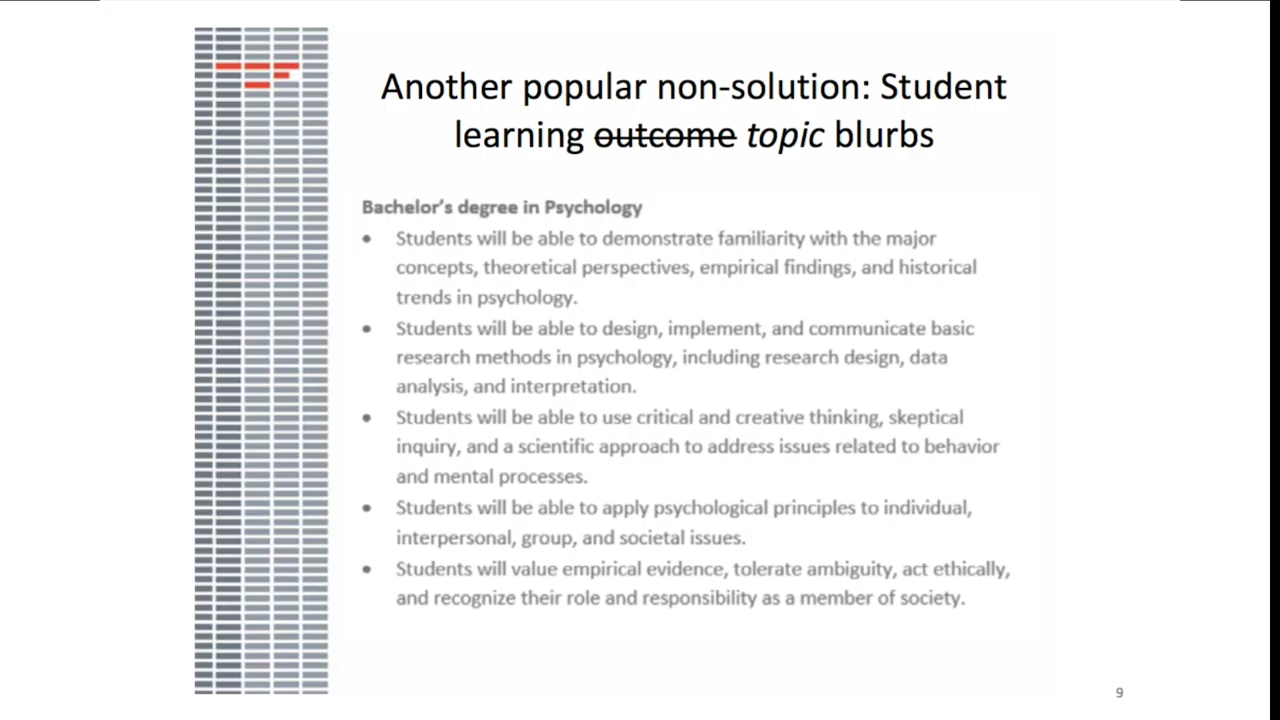 Another popular non-solution: Student
learning outcome topic blurbs
Bachelor's degree in Psychology
• Students will be able to demonstrate familiarity with the major
concepts, theoretical perspectives, empirical findings, and historical
trends in psychology.
• Students will be able to design, implement, and communicate basic
research methods in psychology, including research design, data
analysis, and interpretation.
• Students will be able to use critical and creative thinking, skeptical
inquiry, and a scientific approach to address issues related to behavior
and mental processes.
• Students will be able to apply psychological principles to individual,
interpersonal, group, and societal issues.
• Students will value empirical evidence, tolerate ambiguity, act ethically,
and recognize their role and responsibility as a member of society.
9